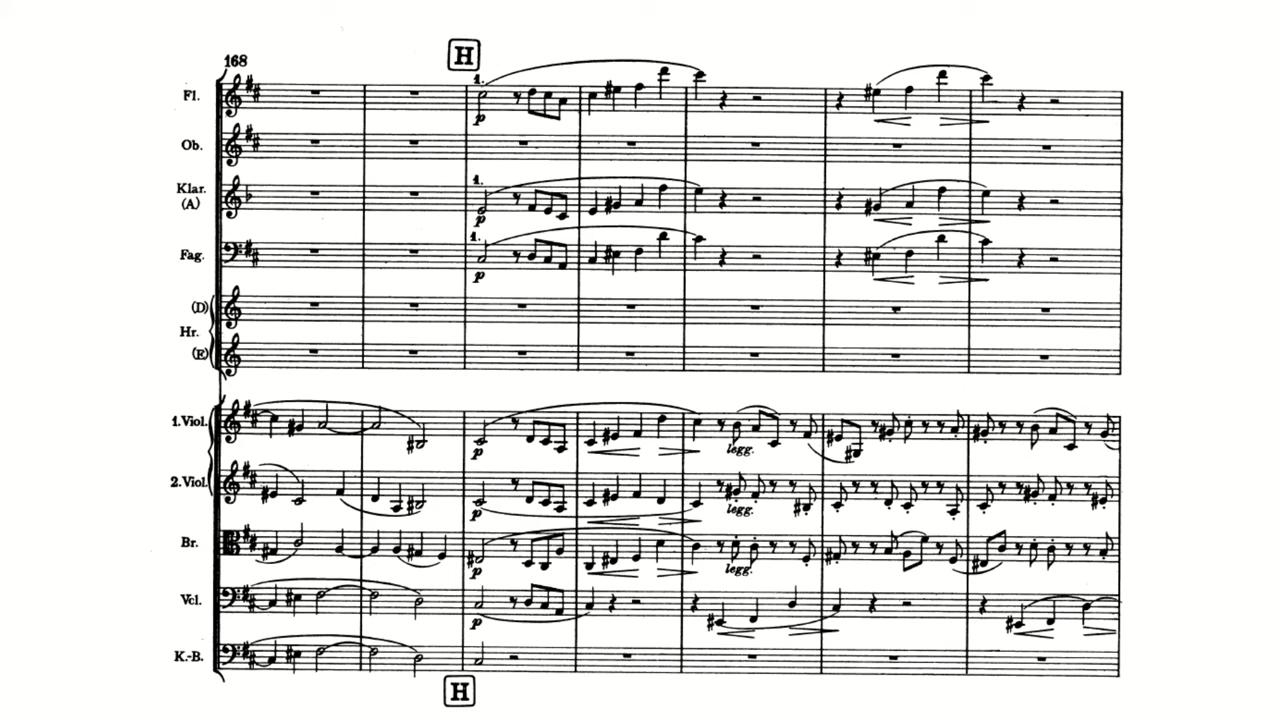 168
H
1.
Fl.
p
Ob.
Klar.
(A)
1.
p
Fag.
1.
p
(D)
Hr.
(E)
1.Viol.
p
legg.
2.Viol.
p
legg.
Br.
p
legg.
Vcl.
p
K.-B.
H